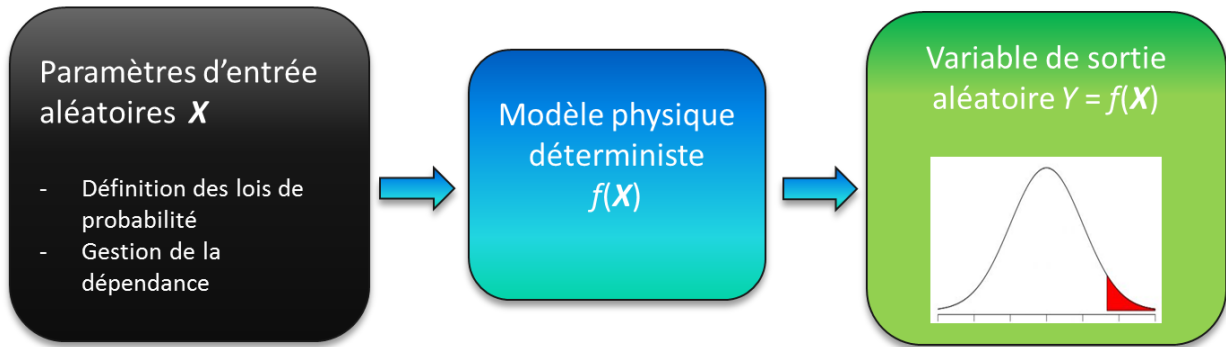 Paramètres d'entrée
aléatoires X
- Définition des lois de
probabilité
- Gestion de la
dépendance
Modèle physique
déterministe
f(X)
Variable de sortie
aléatoire Y = f(X)